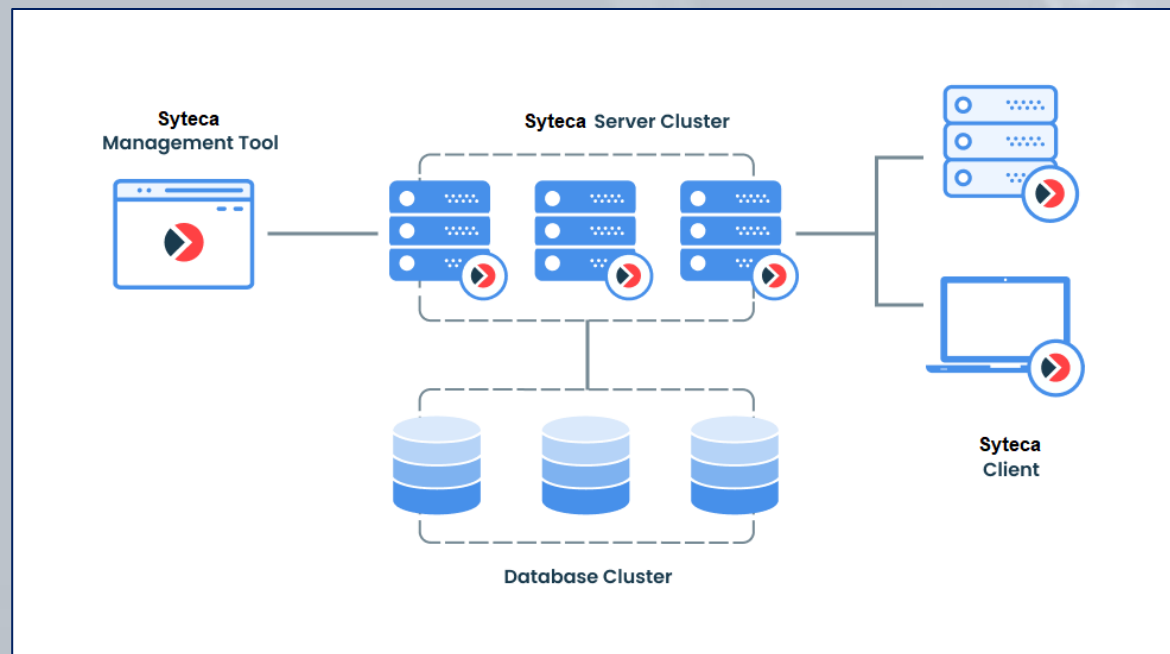 Syteca
Management Tool
Syteca Server Cluster
Syteca
Client
Database Cluster